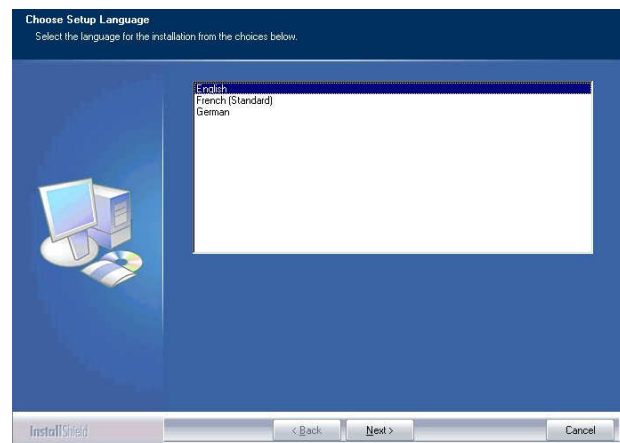 Choose Setup Language
Select the language for the installation from the choices below.
English
French (Standard)
German
InstallShield
< Back
Next >
Cancel